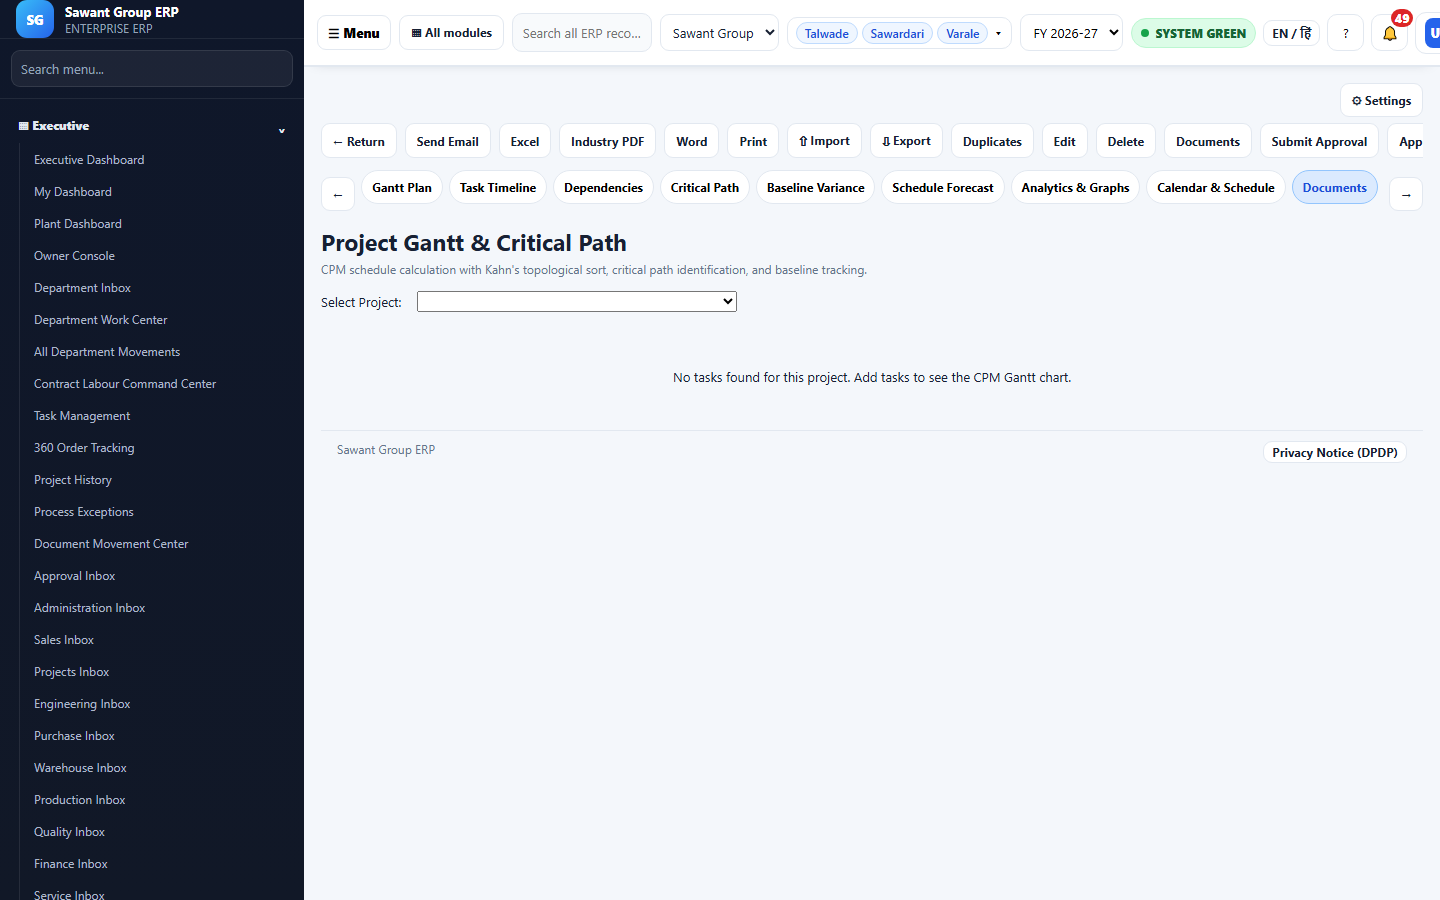 SG
Sawant Group ERP
ENTERPRISE ERP
Search menu...
Executive
Executive Dashboard
My Dashboard
Plant Dashboard
Owner Console
Department Inbox
Department Work Center
All Department Movements
Contract Labour Command Center
Task Management
360 Order Tracking
Project History
Process Exceptions
Document Movement Center
Approval Inbox
Administration Inbox
Sales Inbox
Projects Inbox
Engineering Inbox
Purchase Inbox
Warehouse Inbox
Production Inbox
Quality Inbox
Finance Inbox
Service Inbox
☰ Menu
All modules
Search all ERP reco...
Sawant Group
Talwade Sawardari Varale
FY 2026-27
SYSTEM GREEN
EN / हिं
?
49
U
⚙ Settings
← Return Send Email Excel Industry PDF Word Print ⇧ Import ⇩ Export Duplicates Edit Delete Documents Submit Approval App
← Gantt Plan Task Timeline Dependencies Critical Path Baseline Variance Schedule Forecast Analytics & Graphs Calendar & Schedule Documents →
Project Gantt & Critical Path
CPM schedule calculation with Kahn's topological sort, critical path identification, and baseline tracking.
Select Project:
No tasks found for this project. Add tasks to see the CPM Gantt chart.
Sawant Group ERP
Privacy Notice (DPDP)